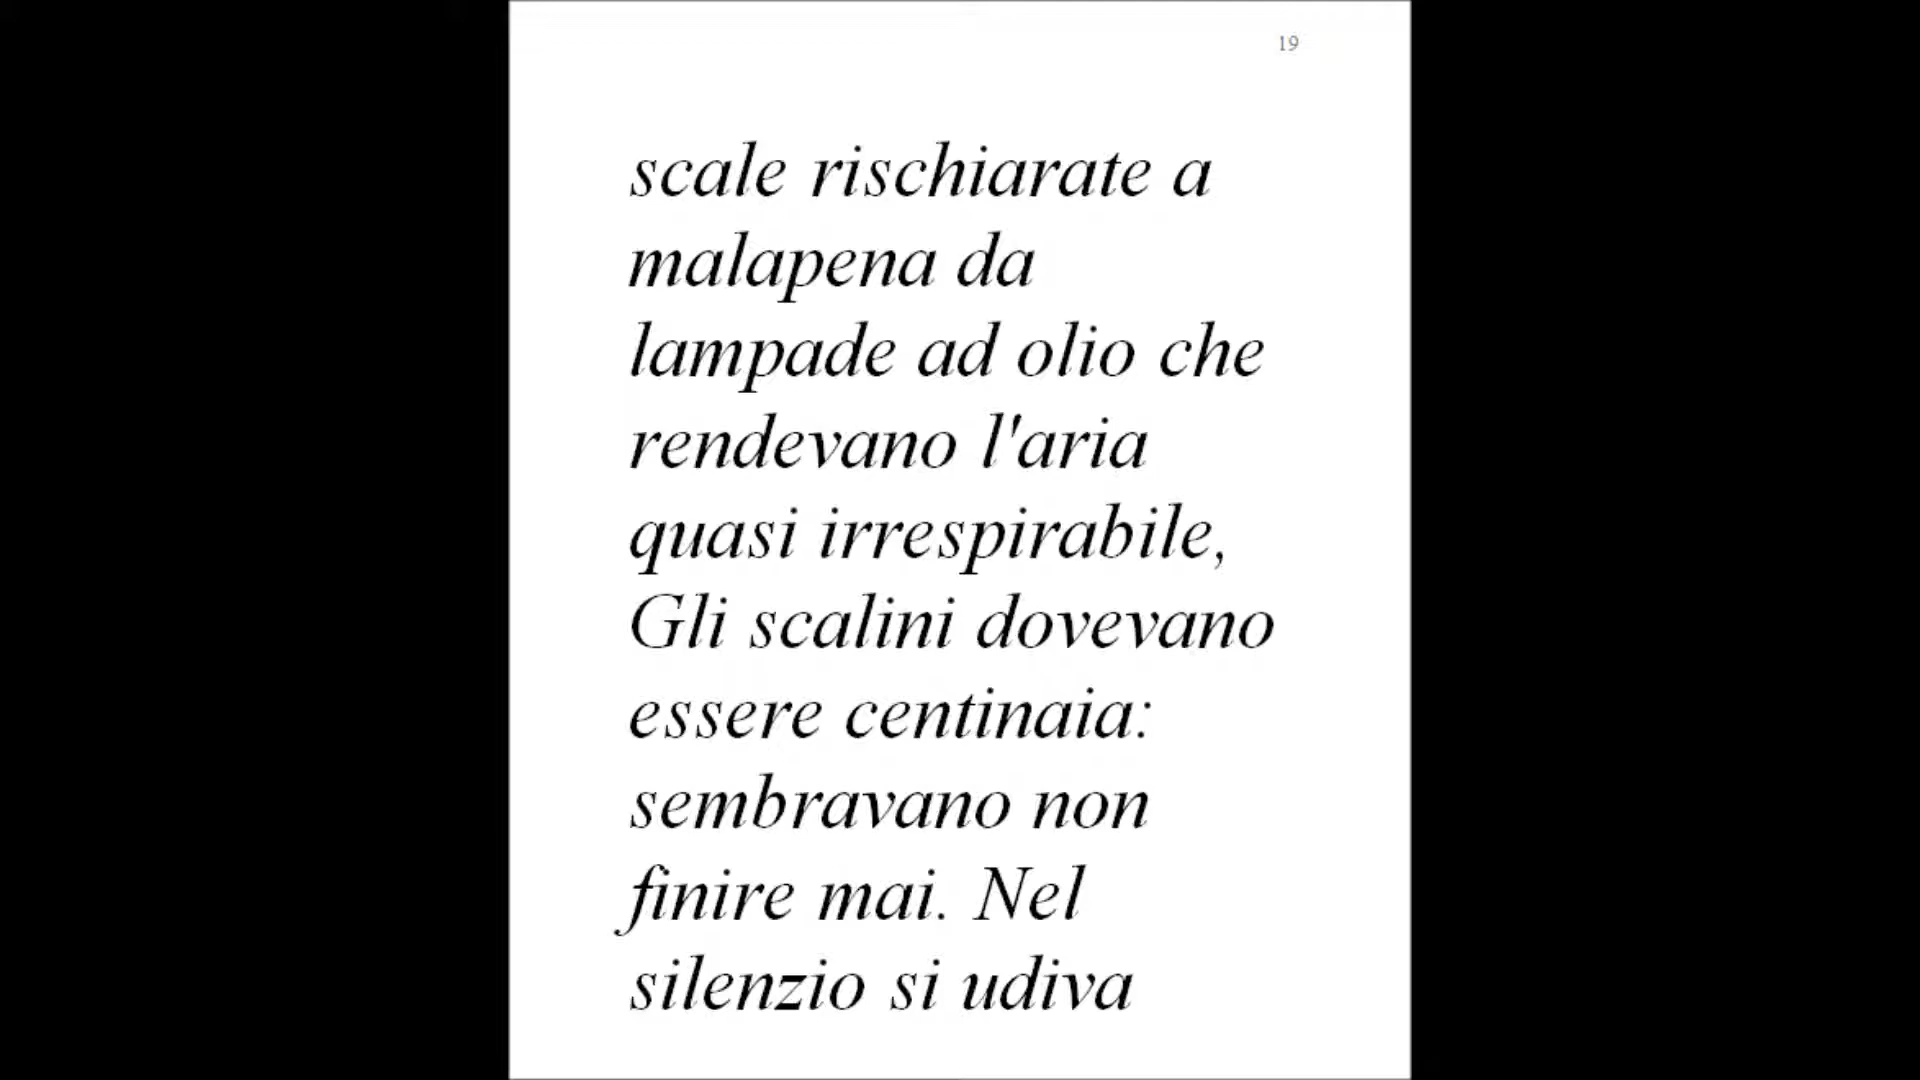 19
scale rischiarate a
malapena da
lampade ad olio che
rendevano l'aria
quasi irrespirabile,
Gli scalini dovevano
essere centinaia:
sembravano non
finire mai. Nel
silenzio si udiva